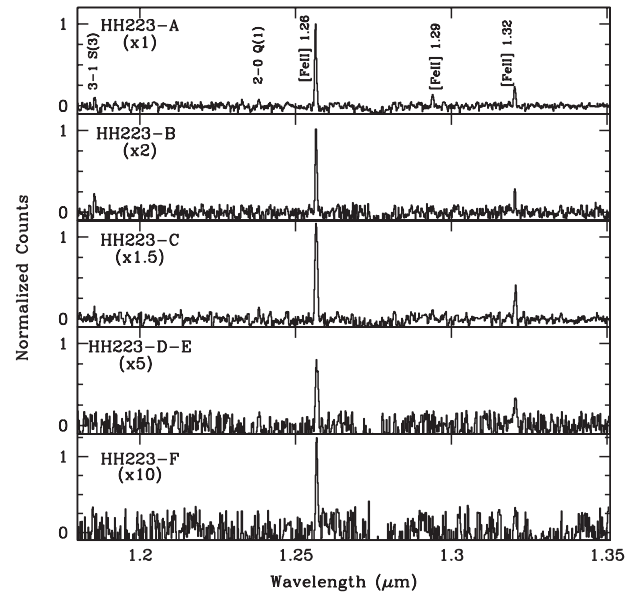 HH223-A
(x1)
3-1 S(3)
2-0 Q(1)
[FeII] 1.26
[FeII] 1.29
[FeII] 1.32
1
0
HH223-B
(x2)
1
0
HH223-C
(x1.5)
1
0
HH223-D-E
(x5)
1
0
HH223-F
(x10)
1
0
Normalized Counts
1.2
1.25
1.3
1.35
Wavelength (μm)